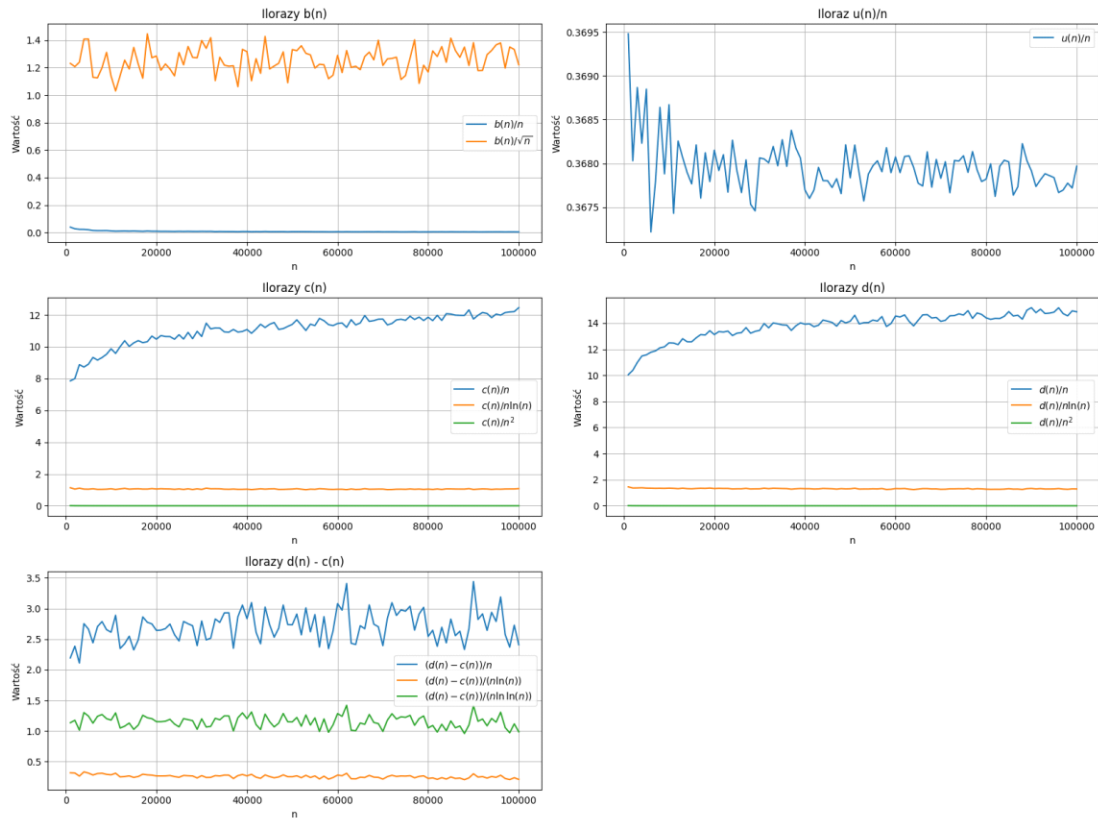 Ilorazy b(n)
Wartość
1.4
1.2
1.0
0.8
0.6
0.4
0.2
0.0
b(n)/n
b(n)/√n
0 20000 40000 60000 80000 100000
n
Iloraz u(n)/n
Wartość
0.3695
0.3690
0.3685
0.3680
0.3675
u(n)/n
0 20000 40000 60000 80000 100000
n
Ilorazy c(n)
Wartość
12
10
8
6
4
2
0
c(n)/n
c(n)/nln(n)
c(n)/n²
0 20000 40000 60000 80000 100000
n
Ilorazy d(n)
Wartość
14
12
10
8
6
4
2
0
d(n)/n
d(n)/nln(n)
d(n)/n²
0 20000 40000 60000 80000 100000
n
Ilorazy d(n) - c(n)
Wartość
3.5
3.0
2.5
2.0
1.5
1.0
0.5
(d(n) − c(n))/n
(d(n) − c(n))/(nln(n))
(d(n) − c(n))/(nln ln(n))
0 20000 40000 60000 80000 100000
n